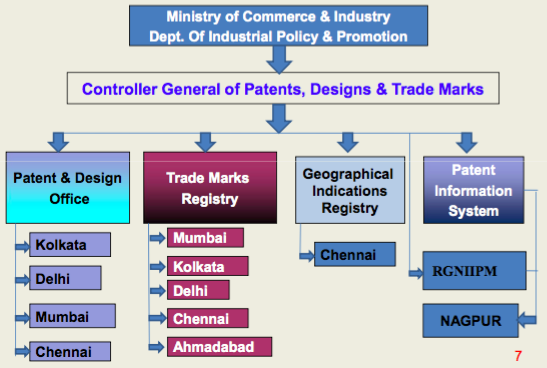 Ministry of Commerce & Industry
Dept. Of Industrial Policy & Promotion
Controller General of Patents, Designs & Trade Marks
Patent & Design
Office
Kolkata
Delhi
Mumbai
Chennai
Trade Marks
Registry
Mumbai
Kolkata
Delhi
Chennai
Ahmadabad
Geographical
Indications
Registry
Chennai
Patent
Information
System
RGNIIPM
NAGPUR
7